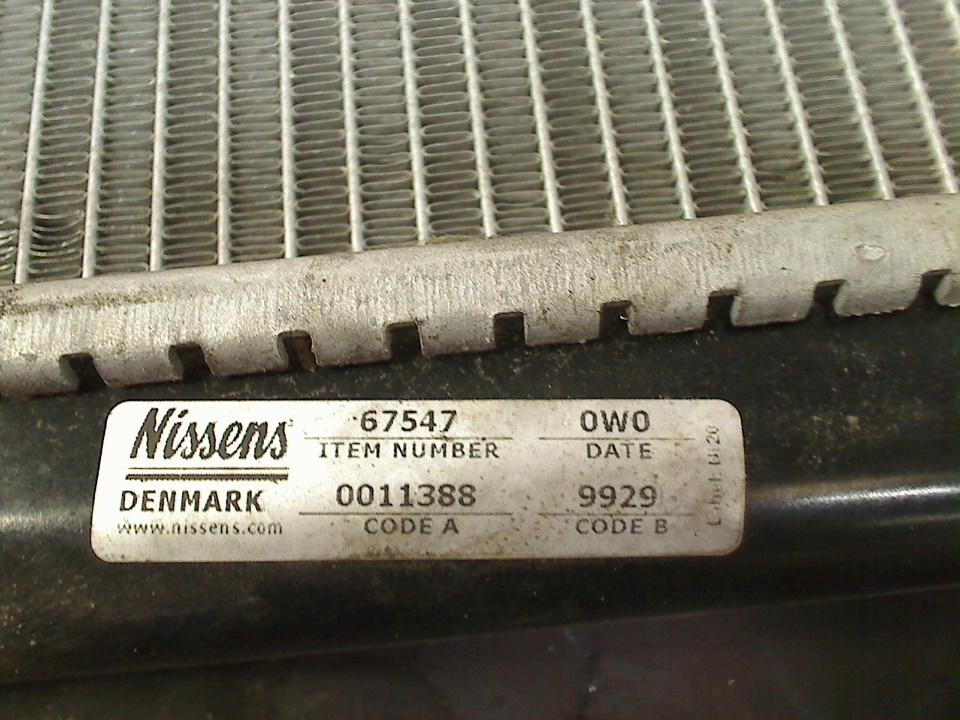 Nissens
DENMARK
www.nissens.com
67547
ITEM NUMBER
0W0
DATE
0011388
CODE A
9929
CODE B